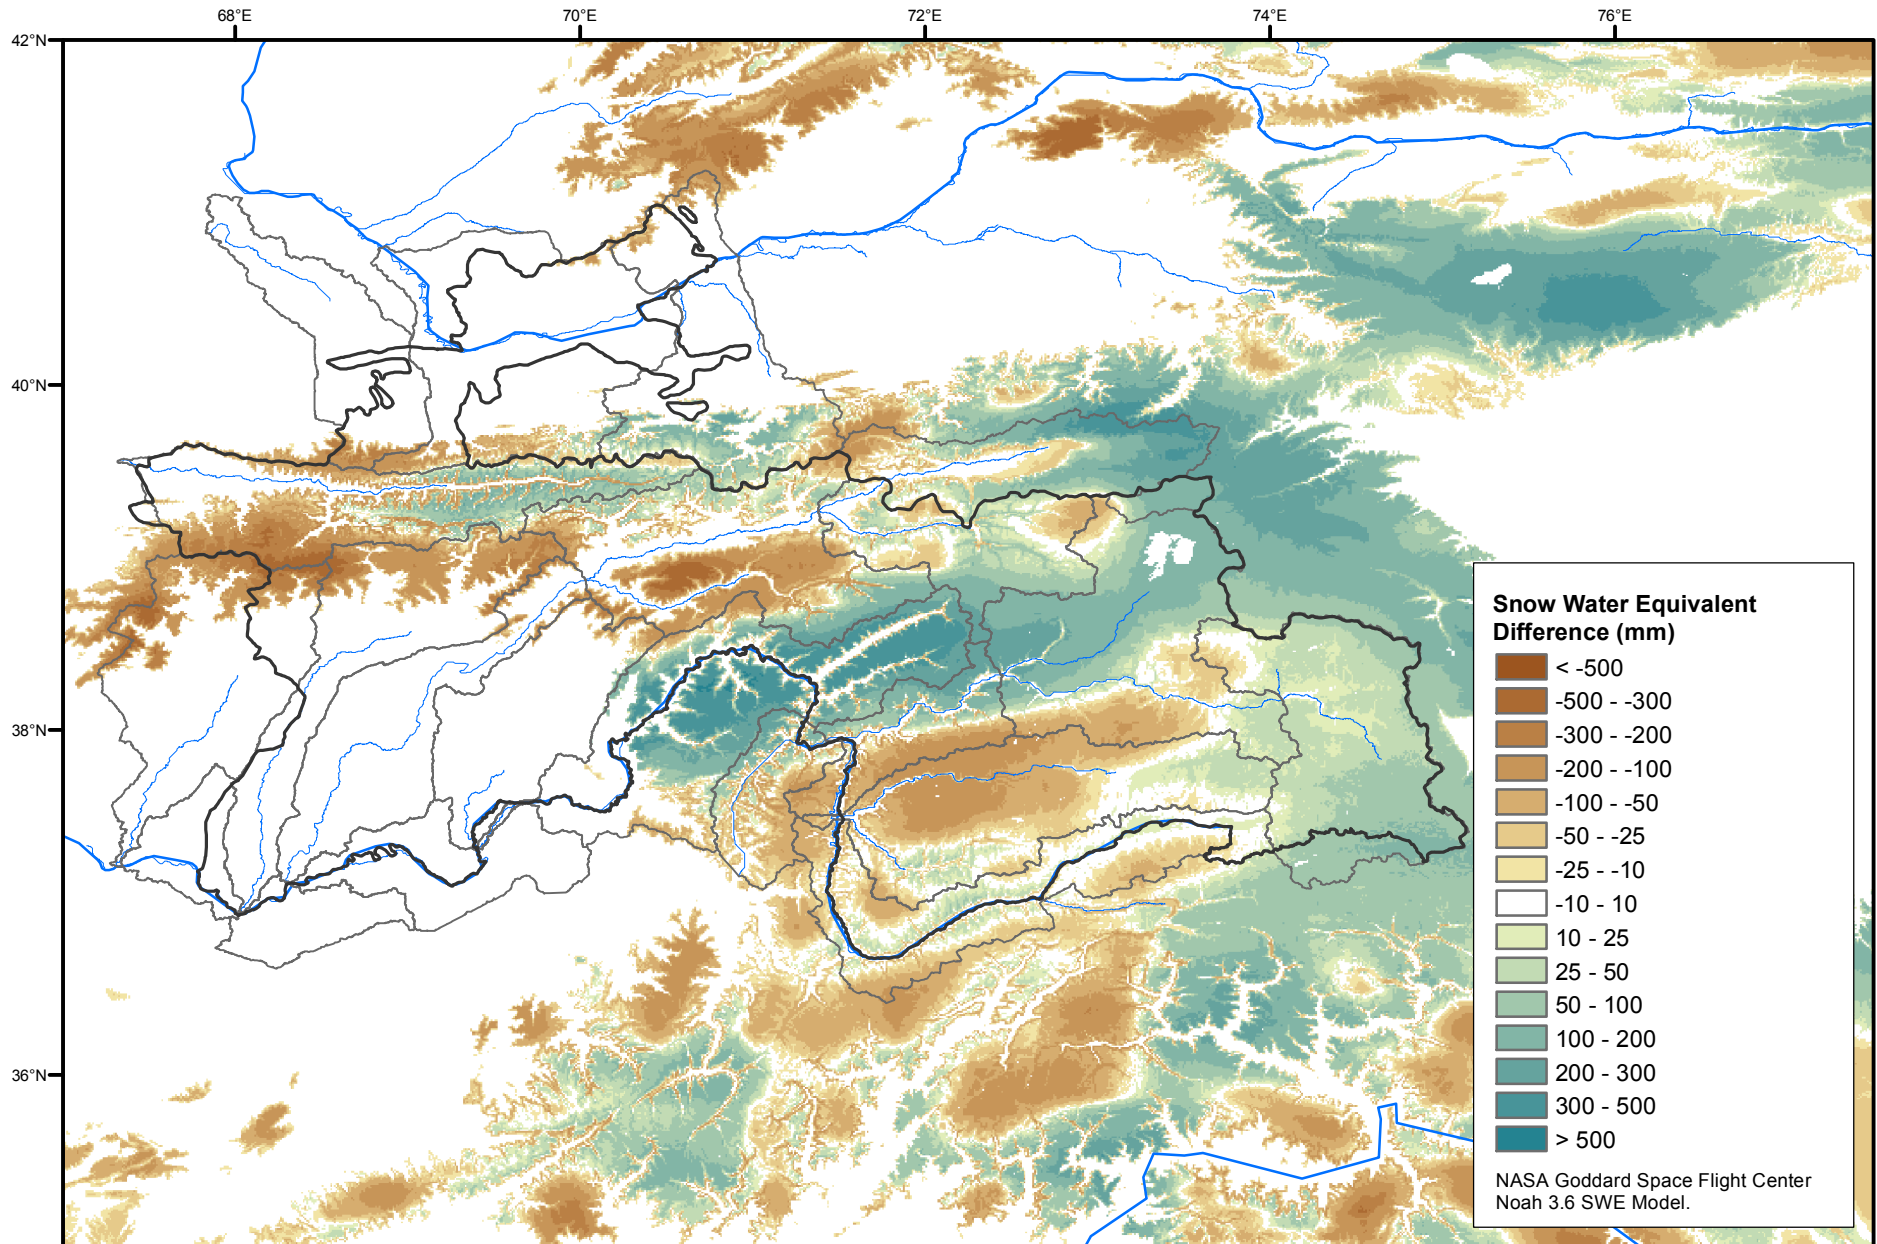 68°E
70°E
72°E
74°E
76°E
42°N
40°N
38°N
36°N
Snow Water Equivalent
Difference (mm)
< -500
-500 - -300
-300 - -200
-200 - -100
-100 - -50
-50 - -25
-25 - -10
-10 - 10
10 - 25
25 - 50
50 - 100
100 - 200
200 - 300
300 - 500
> 500
NASA Goddard Space Flight Center
Noah 3.6 SWE Model.